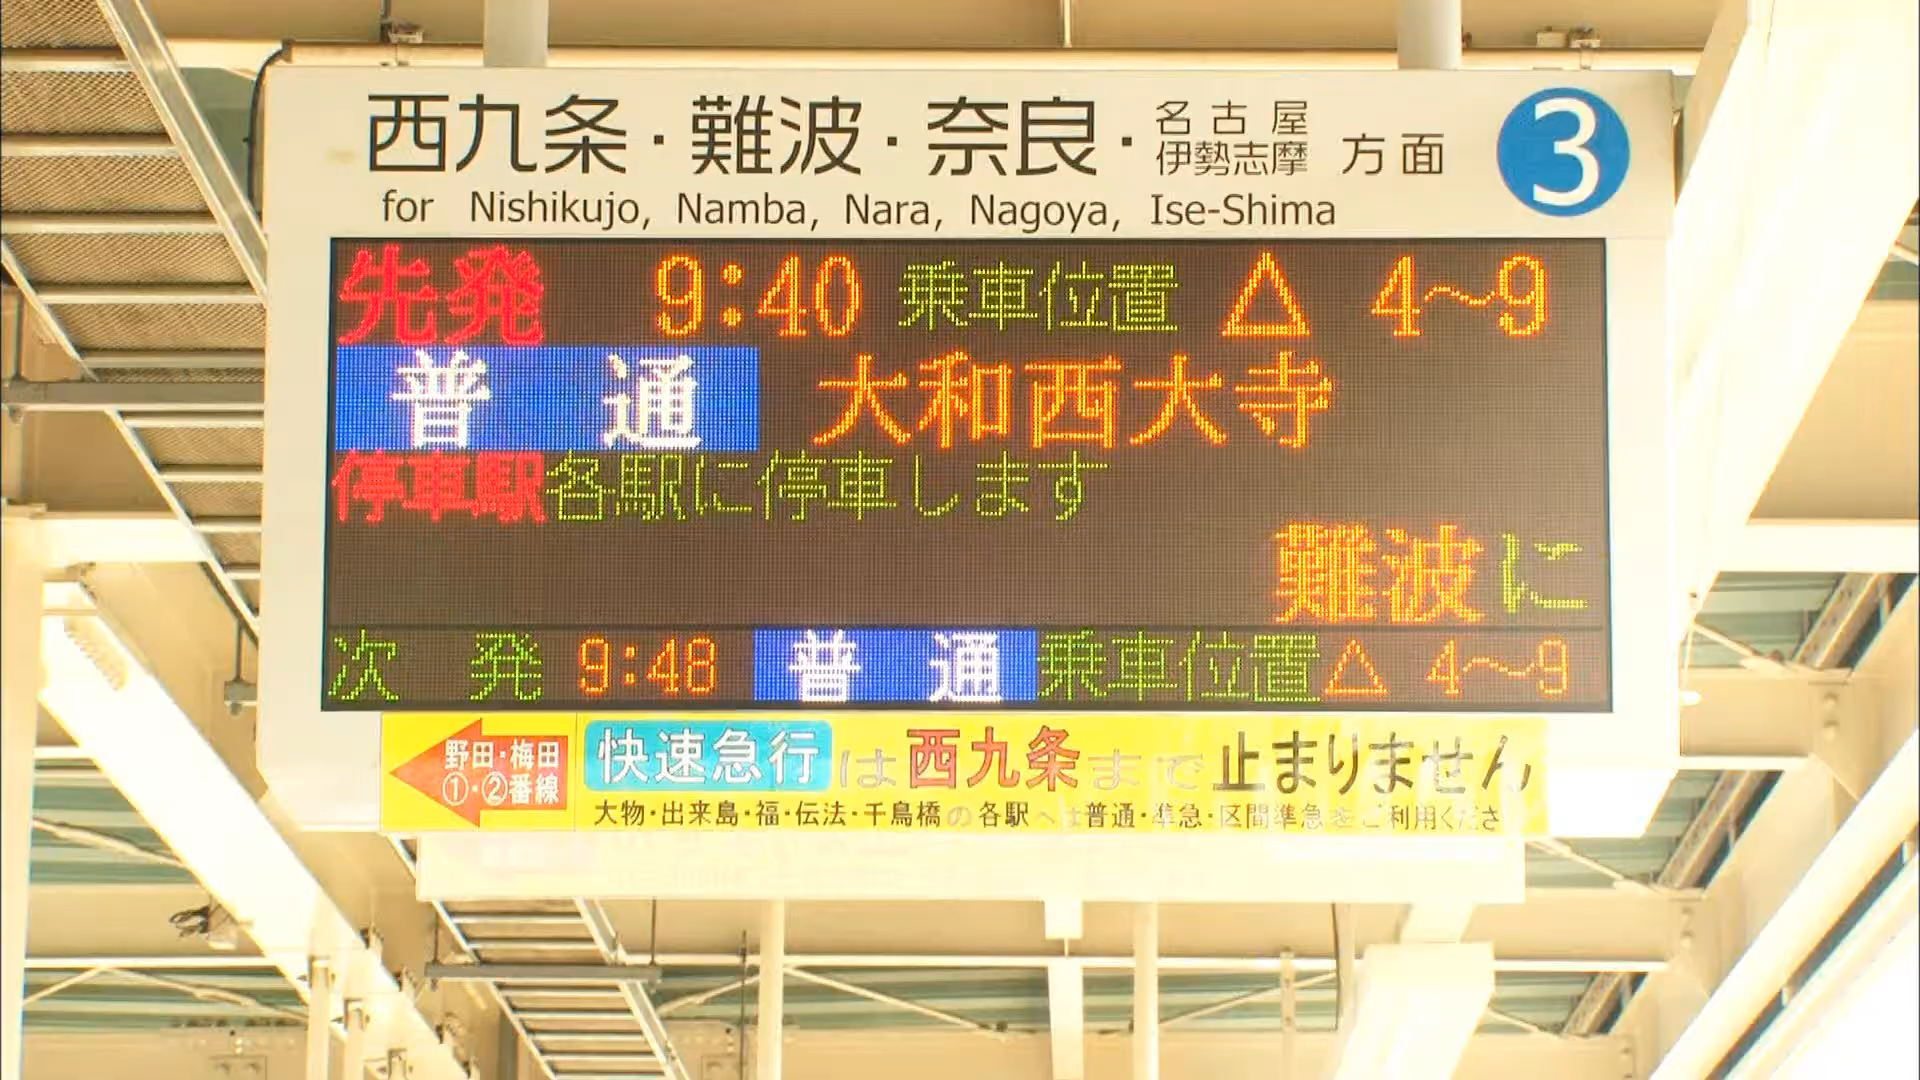 西九条・難波・奈良・名古屋 伊勢志摩 方面 3
for Nishikujo, Namba, Nara, Nagoya, Ise-Shima
先発 9:40 乗車位置 △ 4〜9
普通 大和西大寺
停車駅 各駅に停車します
難波に
次発 9:48 普通 乗車位置 △ 4〜9
野田・梅田 ①・②番線
快速急行は西九条まで止まりません
大物・出来島・福・伝法・千鳥橋の各駅へは普通・準急・区間準急をご利用くださ